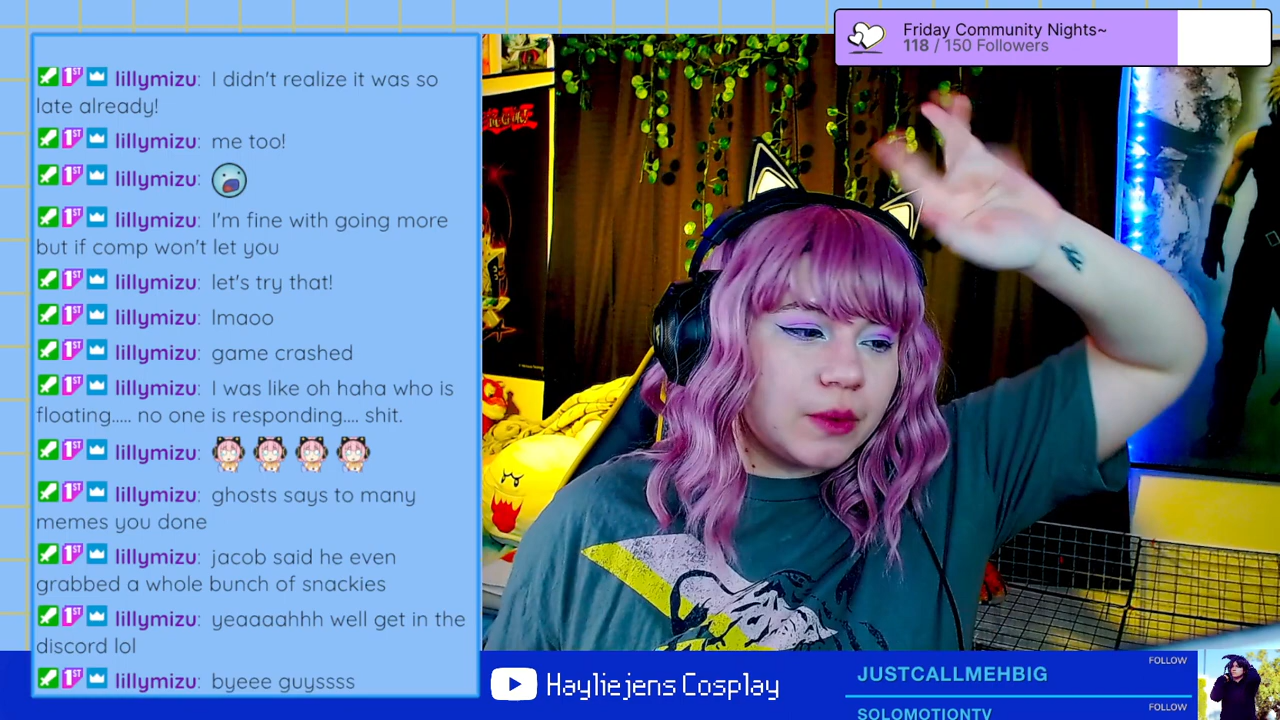 Friday Community Nights~
118 / 150 Followers
lillymizu: I didn't realize it was so
late already!
lillymizu: me too!
lillymizu:
lillymizu: I'm fine with going more
but if comp won't let you
lillymizu: let's try that!
lillymizu: lmaoo
lillymizu: game crashed
lillymizu: I was like oh haha who is
floating..... no one is responding.... shit.
lillymizu:
lillymizu: ghosts says to many
memes you done
lillymizu: jacob said he even
grabbed a whole bunch of snackies
lillymizu: yeaaaahhh well get in the
discord lol
lillymizu: byeee guyssss
Hayliejens Cosplay
JUSTCALLMEHBIG
FOLLOW
SOLOMOTIONTV
FOLLOW